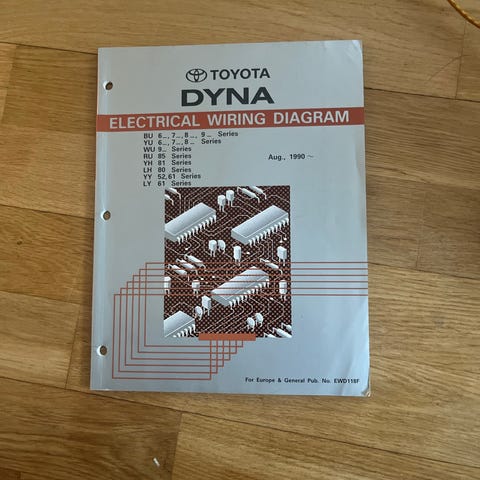 TOYOTA
DYNA
ELECTRICAL WIRING DIAGRAM
BU 6..., 7..., 8..., 9... Series
YU 6..., 7..., 8... Series
WU 9... Series
RU 85 Series
YH 81 Series
LH 80 Series
YY 52,61 Series
LY 61 Series
Aug., 1990 ~
For Europe & General Pub. No. EWD118F